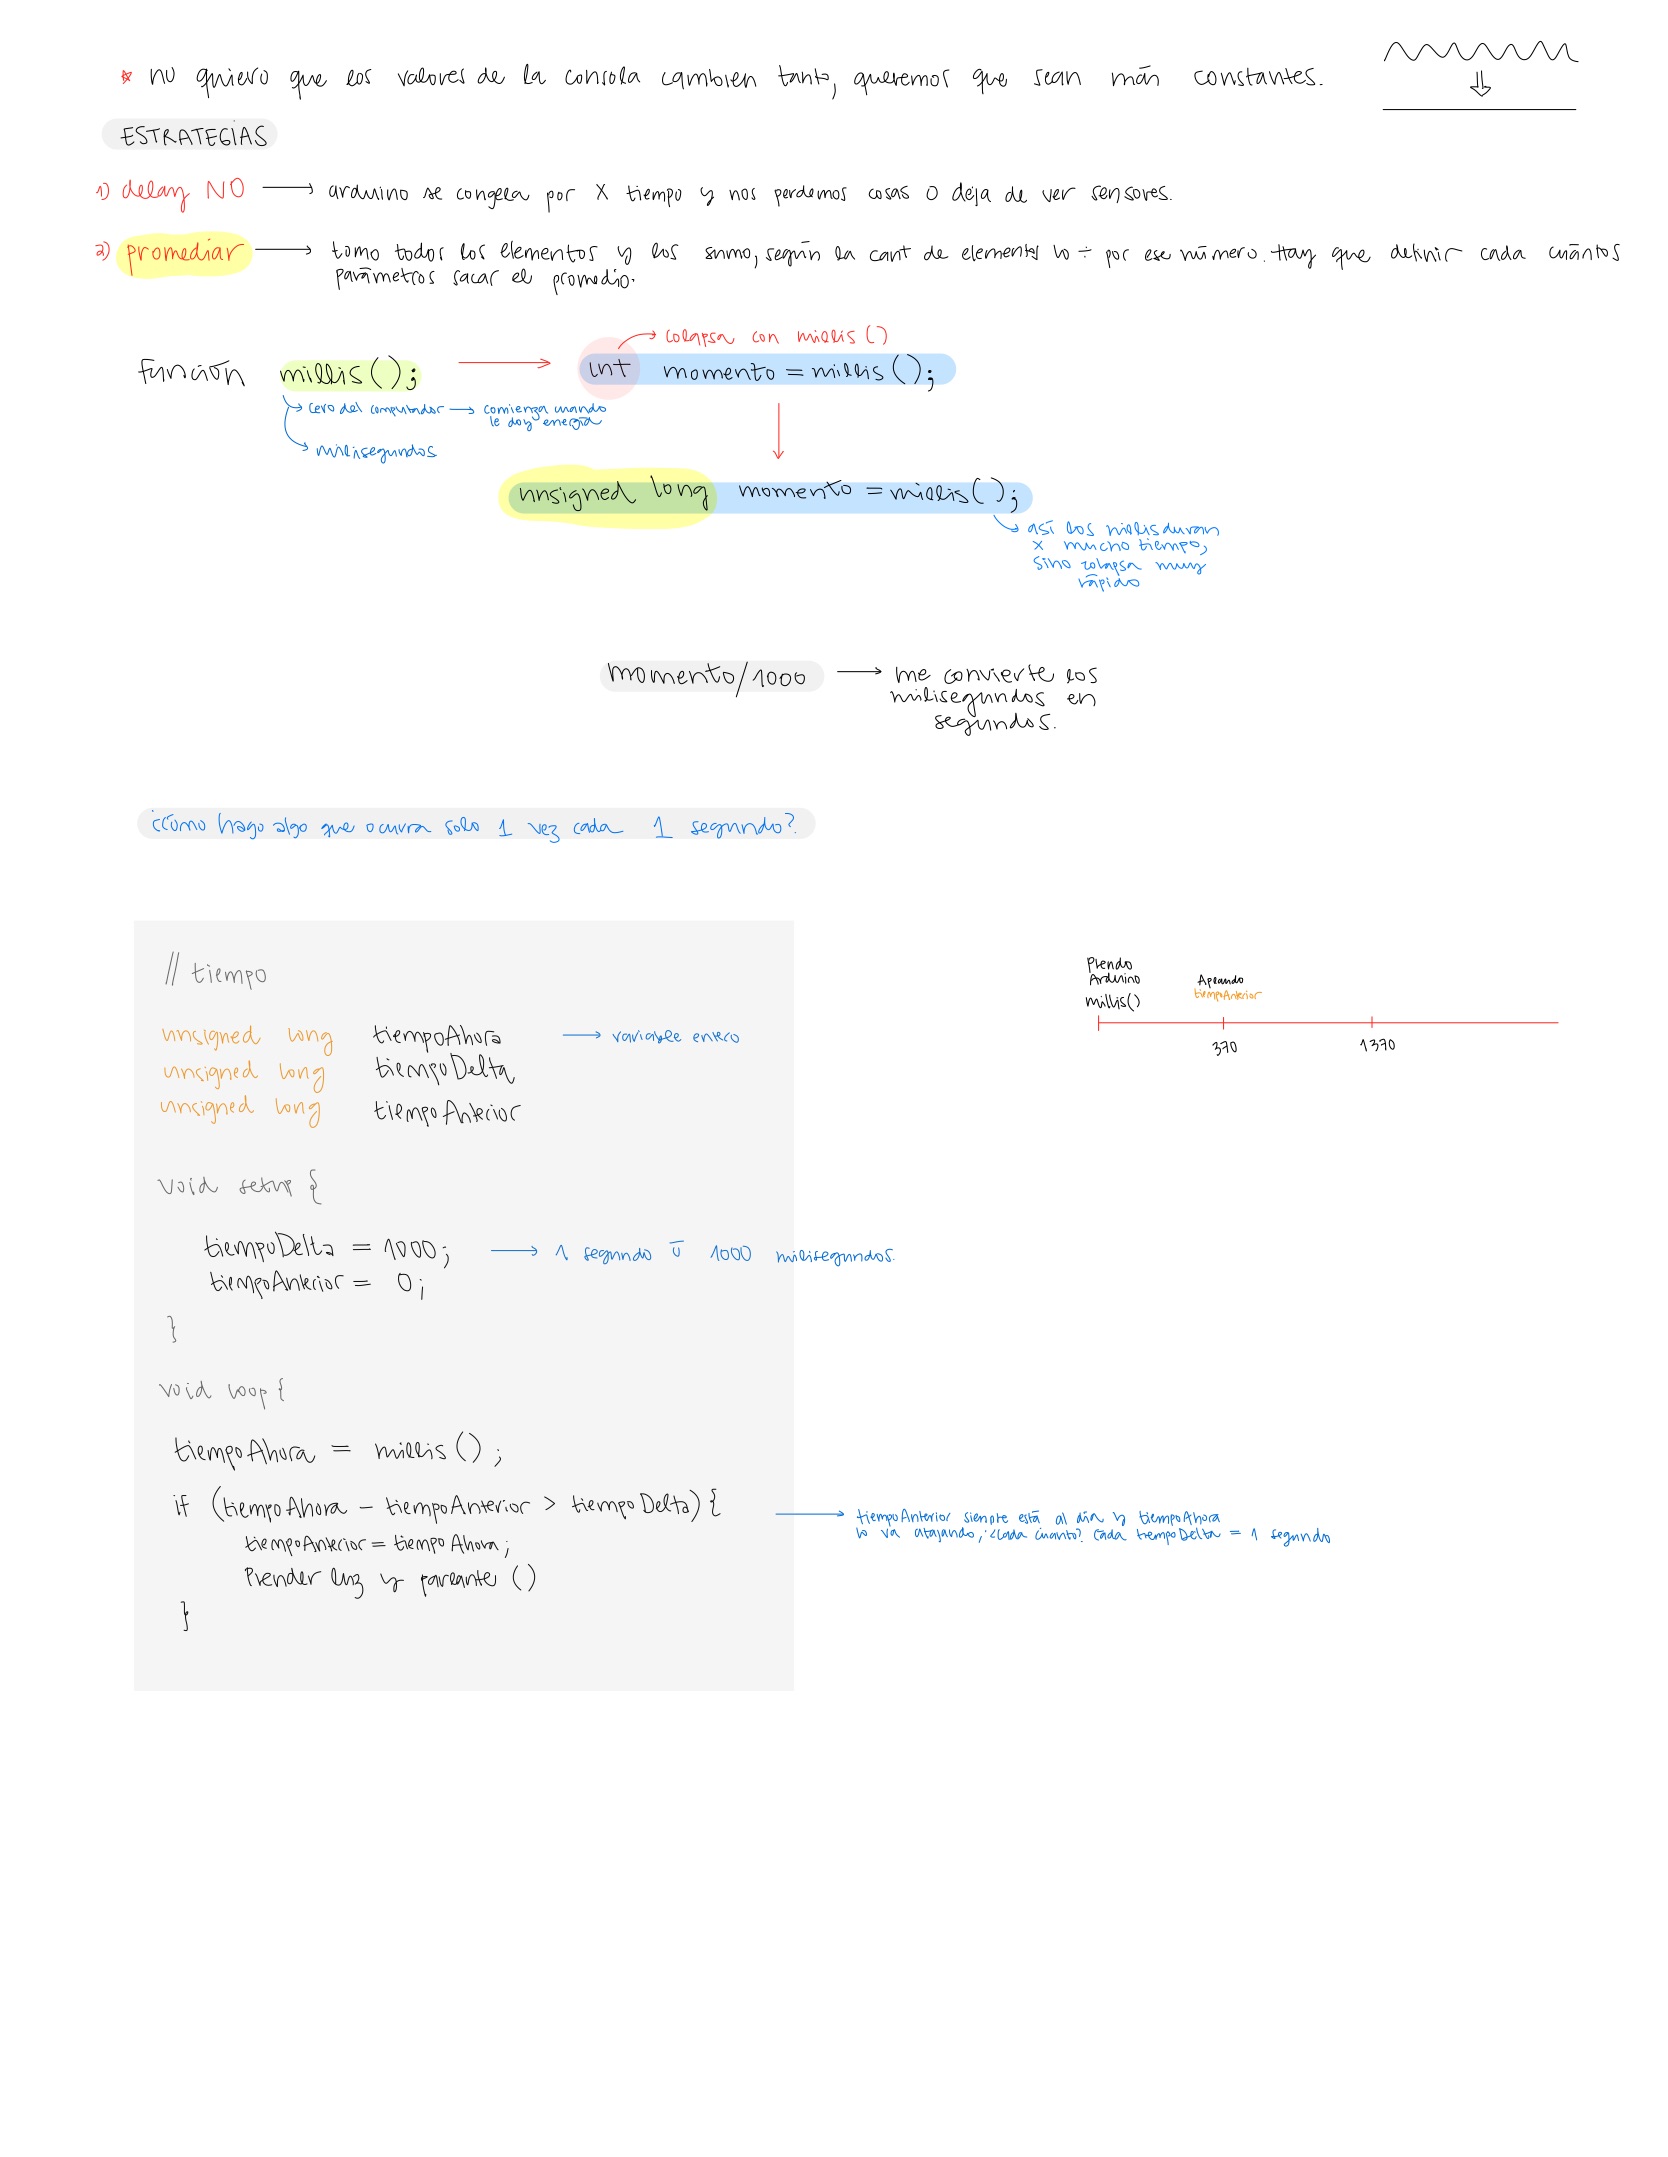 * no quiero que los valores de la consola cambien tanto, queremos que sean más constantes.
ESTRATEGIAS
1) delay NO → arduino se congela por X tiempo y nos perdemos cosas o deja de ver sensores.
2) promediar → tomo todos los elementos y los sumo, según la cant de elementos lo ÷ por ese número. Hay que definir cada cuántos
parámetros sacar el promedio.
→ colapsa con millis()
función millis(); → int momento = millis();
→ cero del computador → comienza cuando
le doy energía
→ milisegundos
unsigned long momento = millis();
→ así los millis duran
x mucho tiempo,
sino colapsa muy
rápido
momento/1000 → me convierte los
milisegundos en
segundos.
¿Cómo hago algo que ocurra solo 1 vez cada 1 segundo?
// tiempo
unsigned long tiempoAhora → variable entero
unsigned long tiempoDelta
unsigned long tiempoAnterior
Prendo
Arduino
millis()
Apeando
tiempoAnterior
370 1370
void setup {
tiempoDelta = 1000; → 1 segundo ó 1000 milisegundos.
tiempoAnterior = 0;
}
void loop {
tiempoAhora = millis();
if (tiempoAhora - tiempoAnterior > tiempoDelta) {
tiempoAnterior = tiempoAhora;
Prender luz y parlante ()
}
→ tiempoAnterior siempre está al día y tiempoAhora
lo va atajando, ¿cada cuanto? cada tiempoDelta = 1 segundo